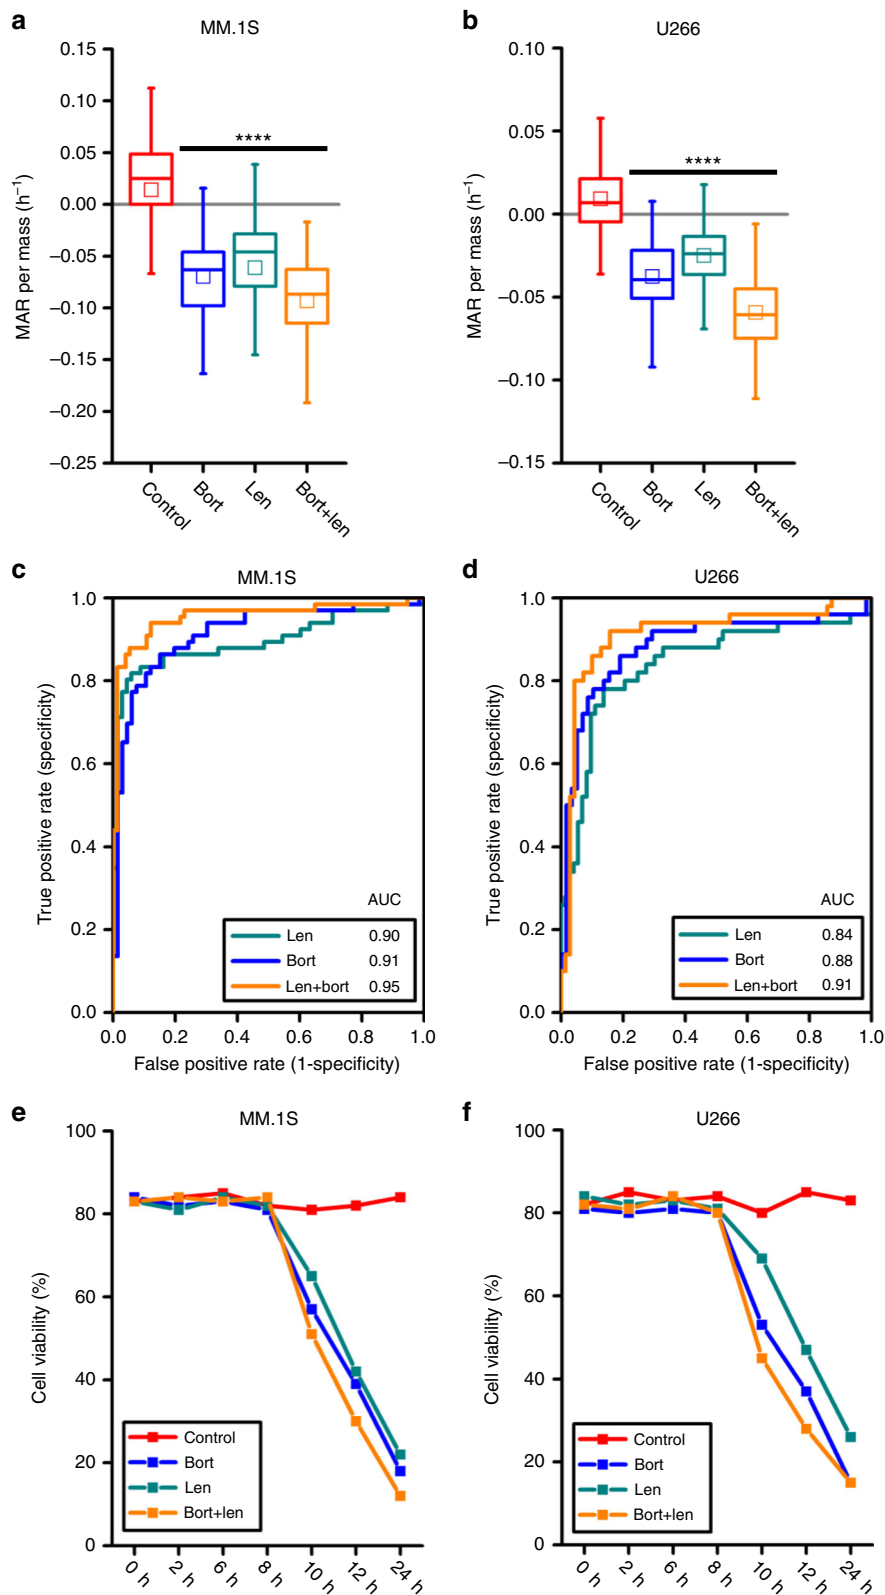 a
MM.1S
MAR per mass (h−1)
0.15
0.10
0.05
0.00
−0.05
−0.10
−0.15
−0.20
−0.25
****
Control
Bort
Len
Bort+len
b
U266
MAR per mass (h−1)
0.10
0.05
0.00
−0.05
−0.10
−0.15
****
Control
Bort
Len
Bort+len
c
MM.1S
True positive rate (specificity)
1.0
0.8
0.6
0.4
0.2
0.0
AUC
Len 0.90
Bort 0.91
Len+bort 0.95
0.0 0.2 0.4 0.6 0.8 1.0
False positive rate (1-specificity)
d
U266
True positive rate (specificity)
1.0
0.8
0.6
0.4
0.2
0.0
AUC
Len 0.84
Bort 0.88
Len+bort 0.91
0.0 0.2 0.4 0.6 0.8 1.0
False positive rate (1-specificity)
e
MM.1S
Cell viability (%)
100
80
60
40
20
0
Control
Bort
Len
Bort+len
0 h 2 h 6 h 8 h 10 h 12 h 24 h
f
U266
Cell viability (%)
100
80
60
40
20
0
Control
Bort
Len
Bort+len
0 h 2 h 6 h 8 h 10 h 12 h 24 h